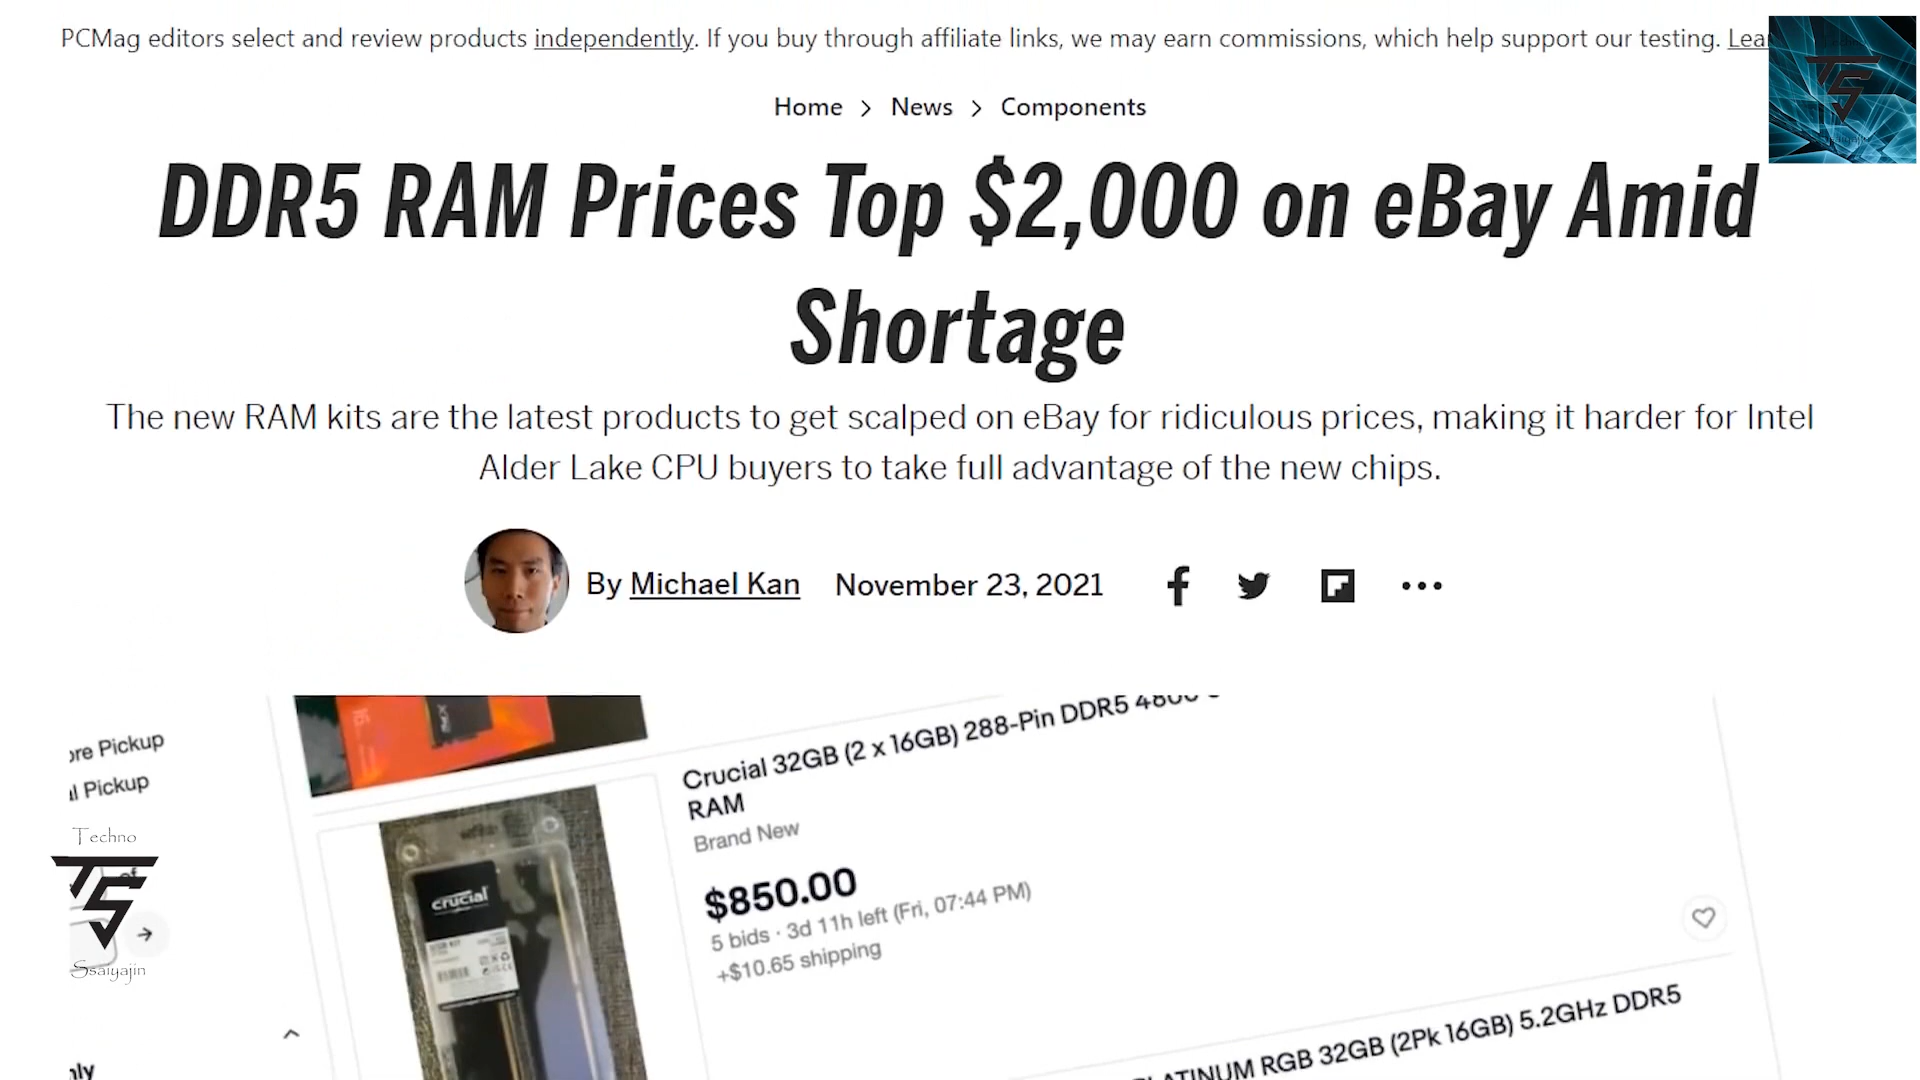 PCMag editors select and review products independently. If you buy through affiliate links, we may earn commissions, which help support our testing.
Home > News > Components
DDR5 RAM Prices Top $2,000 on eBay Amid
Shortage
The new RAM kits are the latest products to get scalped on eBay for ridiculous prices, making it harder for Intel
Alder Lake CPU buyers to take full advantage of the new chips.
By Michael Kan November 23, 2021
Pickup
Pickup
Crucial 32GB (2 x 16GB) 288-Pin DDR5 4800
RAM
Brand New
$850.00
5 bids · 3d 11h left (Fri, 07:44 PM)
+$10.65 shipping
crucial
Techno
TS
Ssaiyajin
RGB 32GB (2Pk 16GB) 5.2GHz DDR5